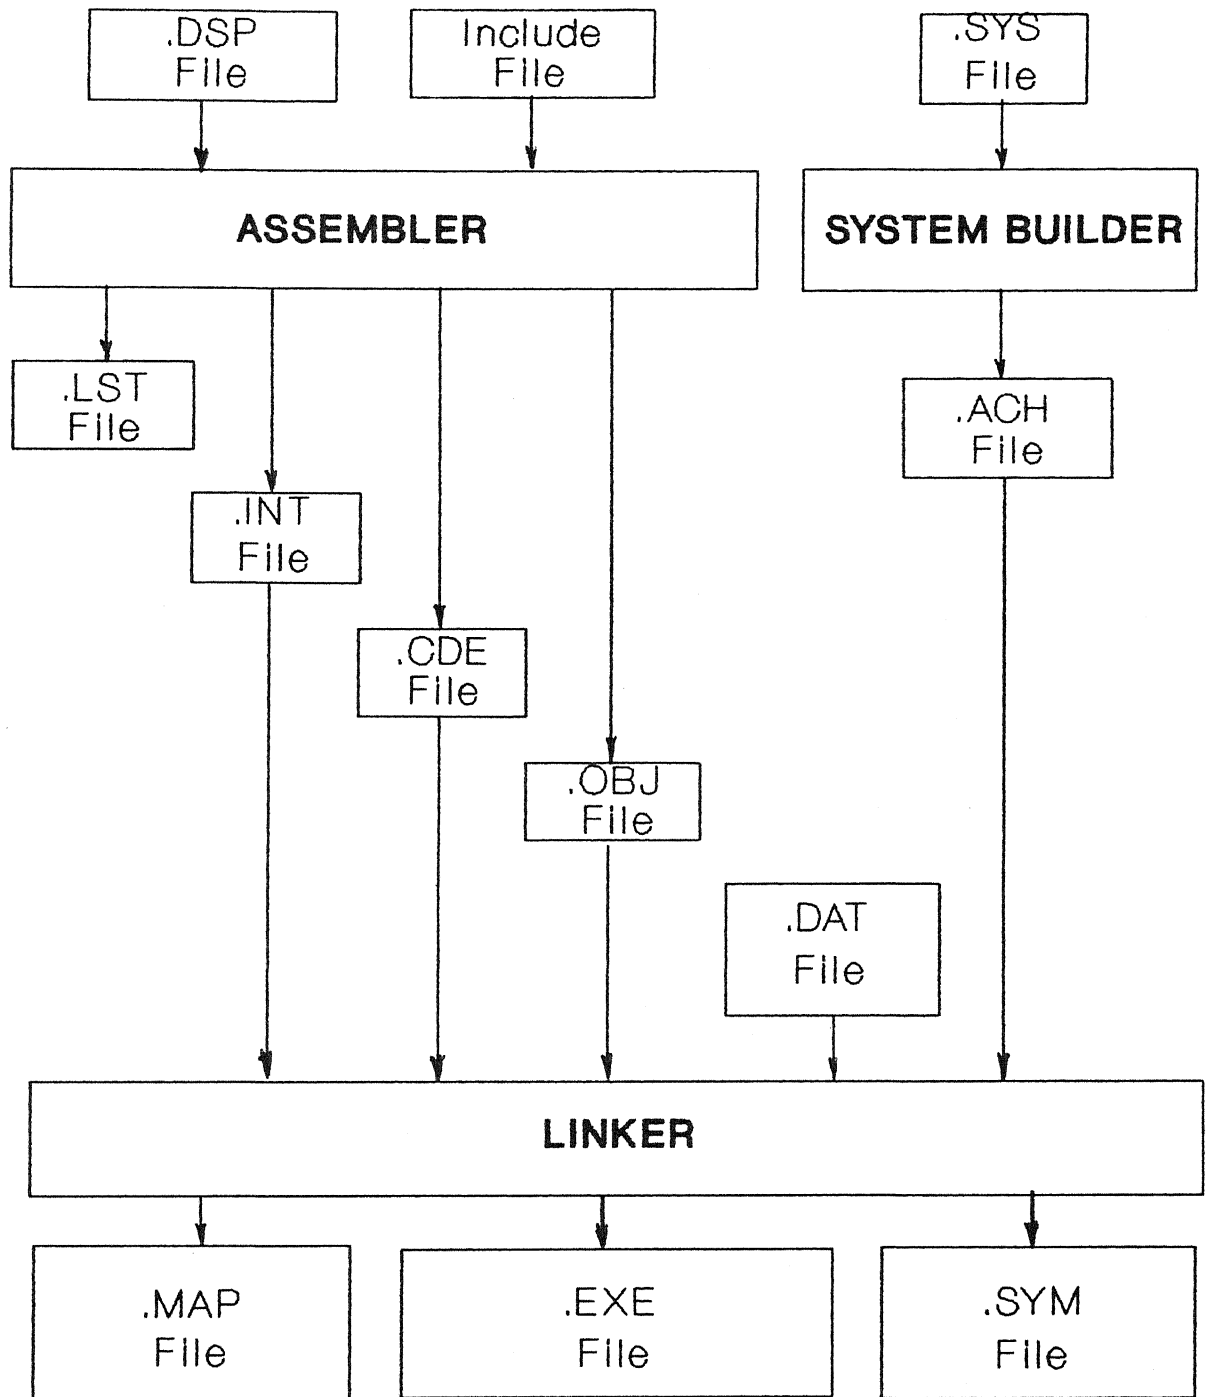 .DSP
File
Include
File
.SYS
File
ASSEMBLER
SYSTEM BUILDER
.LST
File
.ACH
File
.INT
File
.CDE
File
.OBJ
File
.DAT
File
LINKER
.MAP
File
.EXE
File
.SYM
File